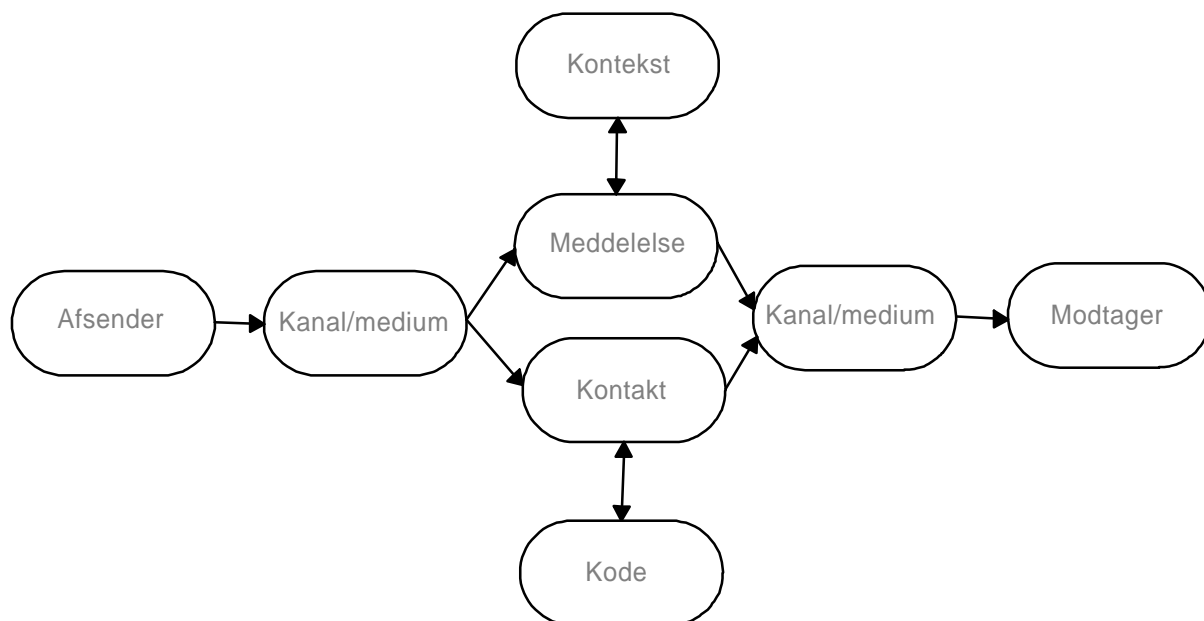 Kontekst
Meddelelse
Afsender
Kanal/medium
Kanal/medium
Modtager
Kontakt
Kode